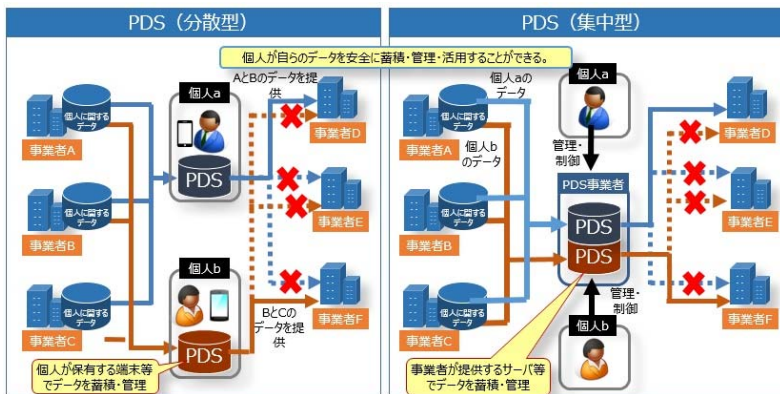 PDS（分散型）
PDS（集中型）
個人が自らのデータを安全に蓄積・管理・活用することができる。
個人に関する
データ
事業者A
個人に関する
データ
事業者B
個人に関する
データ
事業者C
個人a
PDS
個人b
PDS
AとBのデータを提
供
BとCの
データを提
供
事業者D
事業者E
事業者F
個人が保有する端末等
でデータを蓄積・管理
個人に関する
データ
事業者A
個人に関する
データ
事業者B
個人に関する
データ
事業者C
個人aの
データ
個人b
のデータ
個人a
管理・
制御
PDS事業者
PDS
PDS
管理・
制御
個人b
事業者D
事業者E
事業者F
事業者が提供するサーバ等
でデータを蓄積・管理